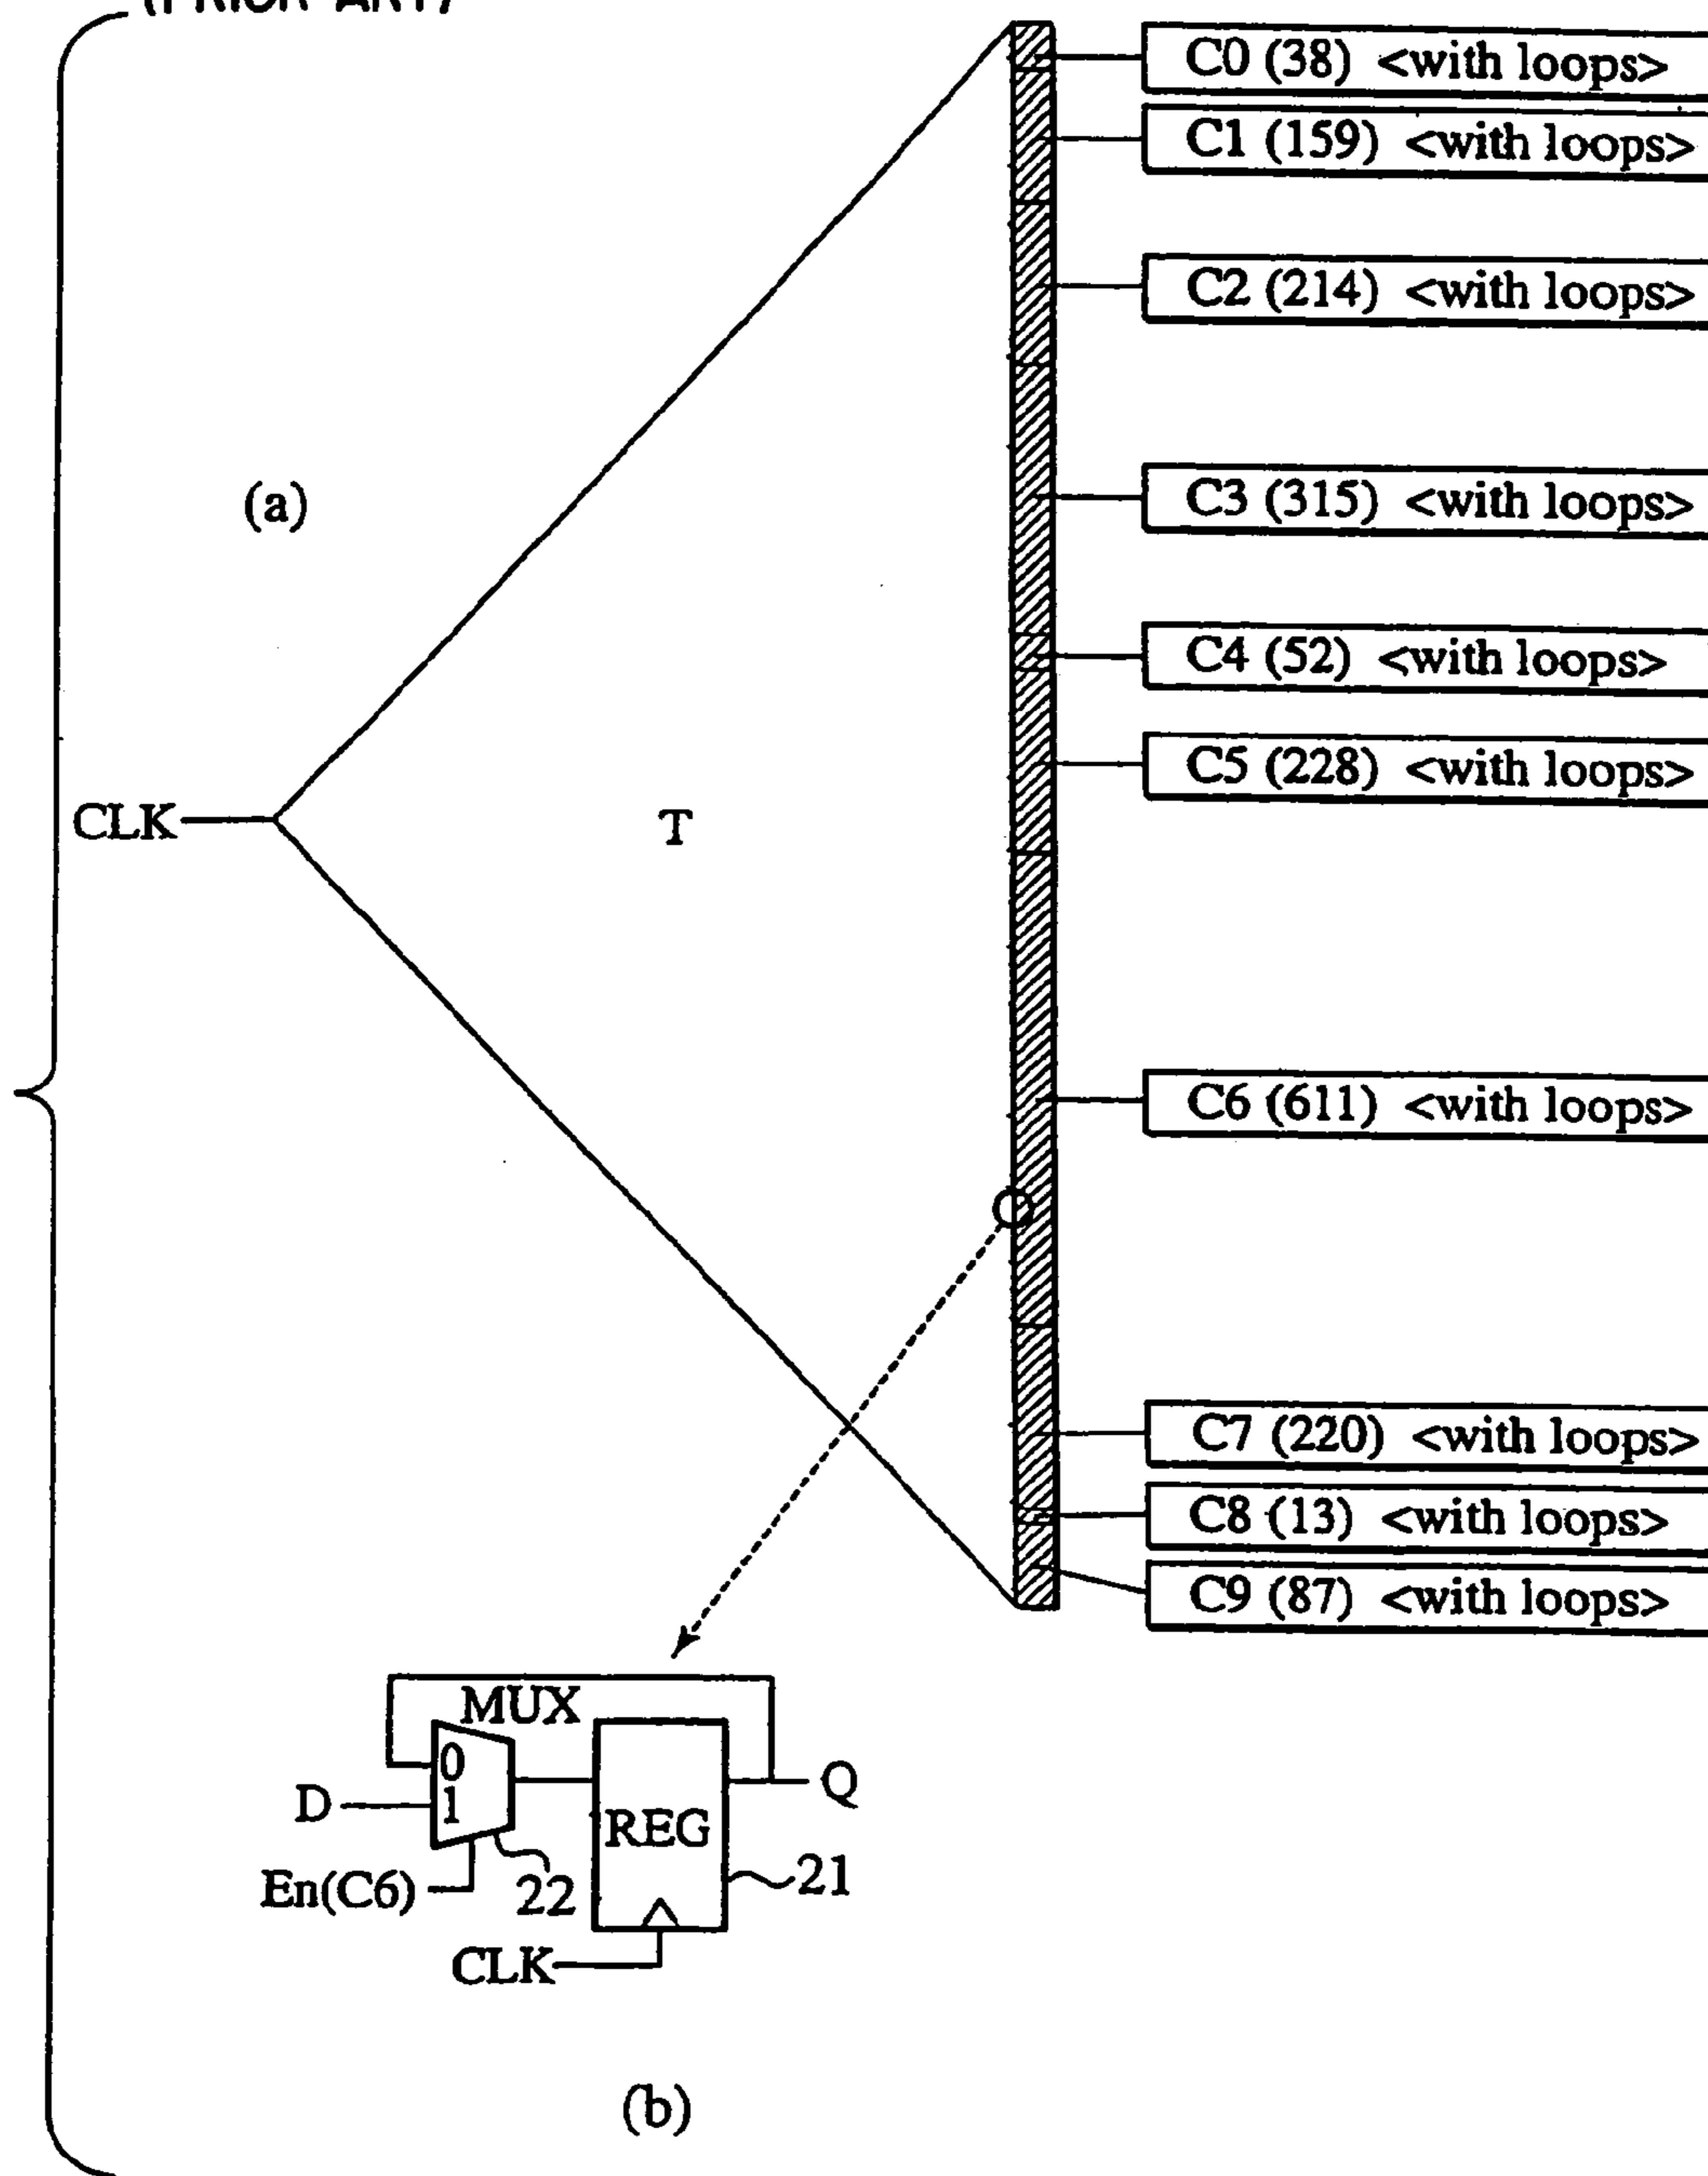 (PRIOR ART)
C0 (38) <with loops>
C1 (159) <with loops>
C2 (214) <with loops>
C3 (315) <with loops>
(a)
C4 (52) <with loops>
C5 (228) <with loops>
CLK
T
C6 (611) <with loops>
C7 (220) <with loops>
C8 (13) <with loops>
C9 (87) <with loops>
MUX
0
1
D
Q
REG
En(C6)
22
21
CLK
(b)